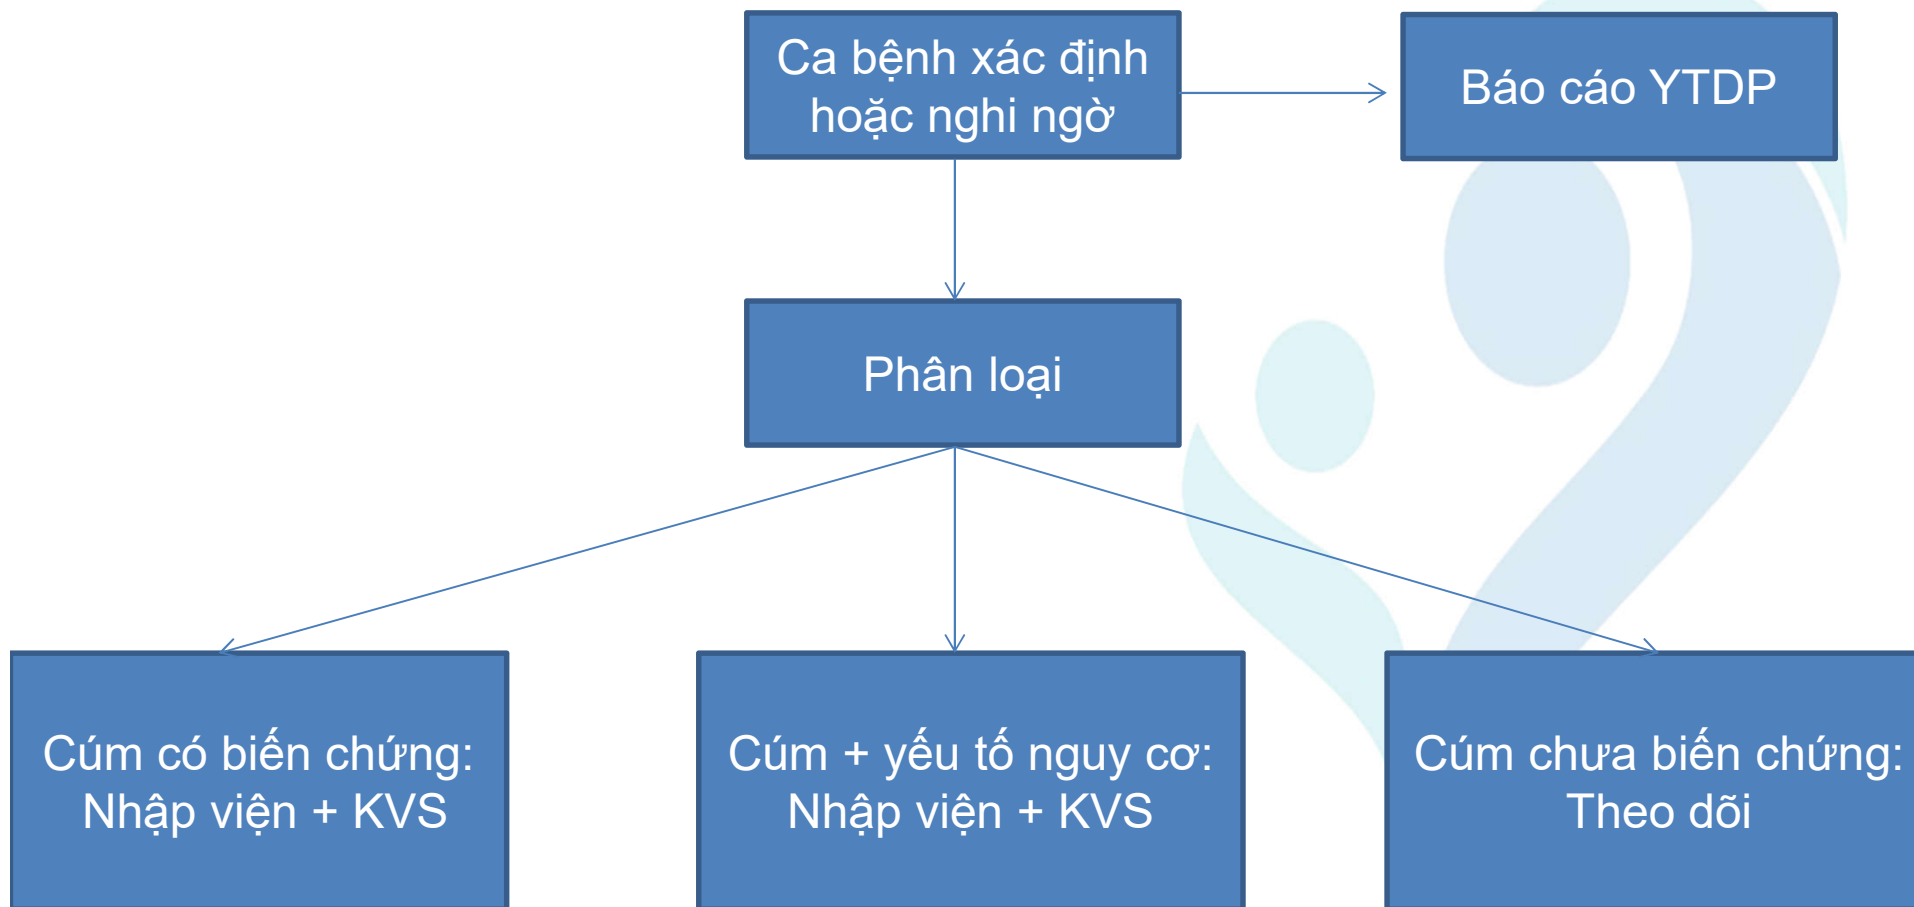 Ca bệnh xác định
hoặc nghi ngờ
Báo cáo YTDP
Phân loại
Cúm có biến chứng:
Nhập viện + KVS
Cúm + yếu tố nguy cơ:
Nhập viện + KVS
Cúm chưa biến chứng:
Theo dõi